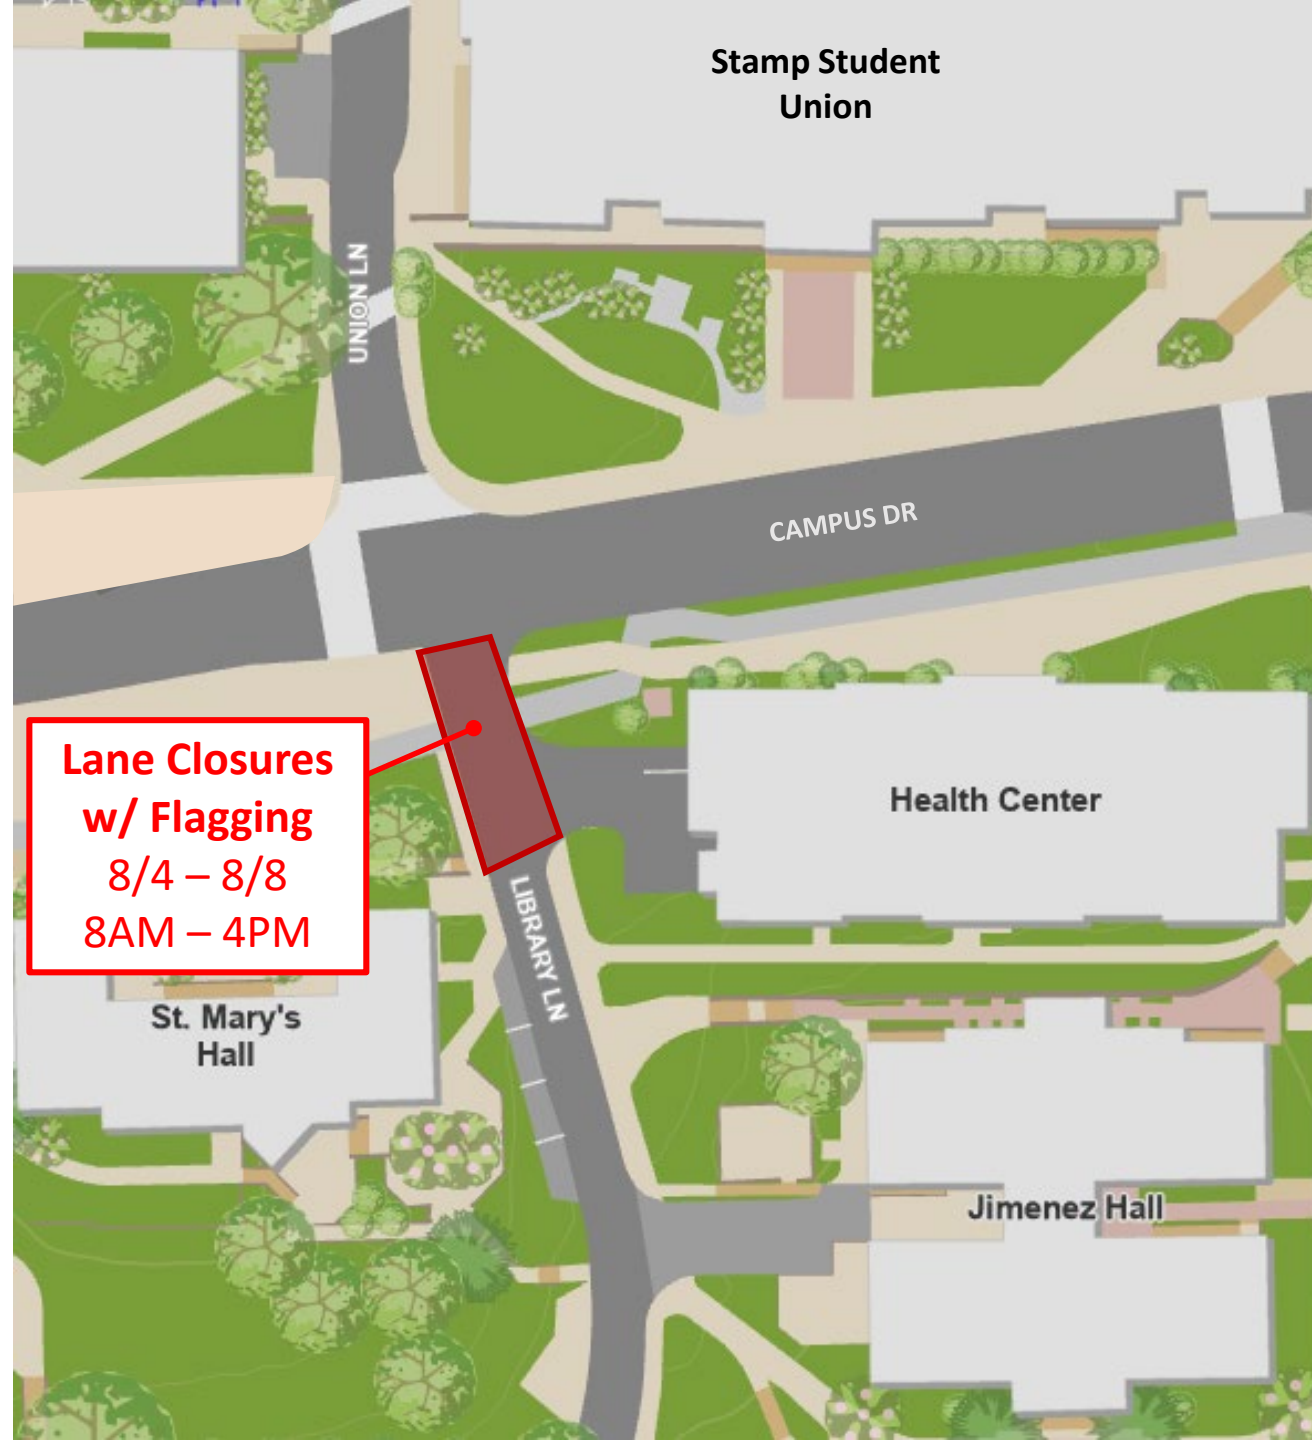 Stamp Student
Union
UNION LN
CAMPUS DR
Lane Closures
w/ Flagging
8/4 – 8/8
8AM – 4PM
Health Center
LIBRARY LN
St. Mary's
Hall
Jimenez Hall